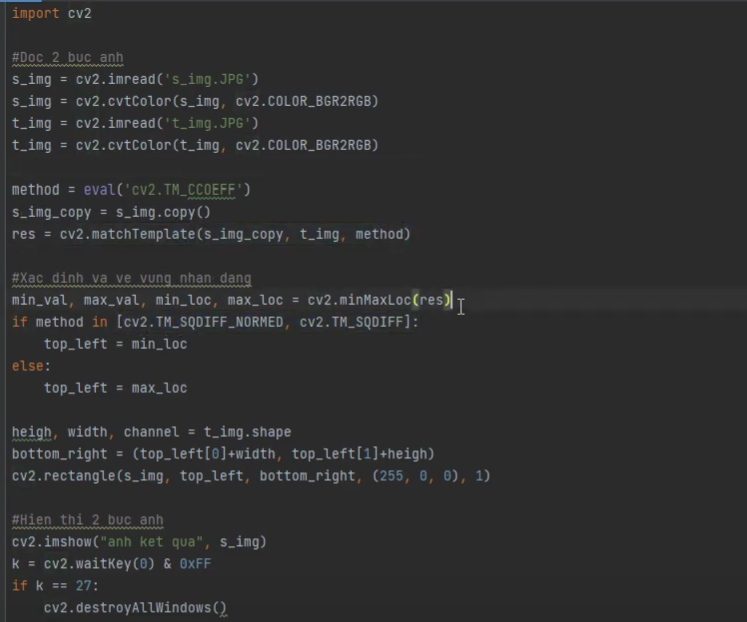 import cv2
#Doc 2 buc anh
s_img = cv2.imread('s_img.JPG')
s_img = cv2.cvtColor(s_img, cv2.COLOR_BGR2RGB)
t_img = cv2.imread('t_img.JPG')
t_img = cv2.cvtColor(t_img, cv2.COLOR_BGR2RGB)
method = eval('cv2.TM_CCOEFF')
s_img_copy = s_img.copy()
res = cv2.matchTemplate(s_img_copy, t_img, method)
#Xac dinh va ve vung nhan dang
min_val, max_val, min_loc, max_loc = cv2.minMaxLoc(res)
if method in [cv2.TM_SQDIFF_NORMED, cv2.TM_SQDIFF]:
    top_left = min_loc
else:
    top_left = max_loc
heigh, width, channel = t_img.shape
bottom_right = (top_left[0]+width, top_left[1]+heigh)
cv2.rectangle(s_img, top_left, bottom_right, (255, 0, 0), 1)
#Hien thi 2 buc anh
cv2.imshow("anh ket qua", s_img)
k = cv2.waitKey(0) & 0xFF
if k == 27:
    cv2.destroyAllWindows()